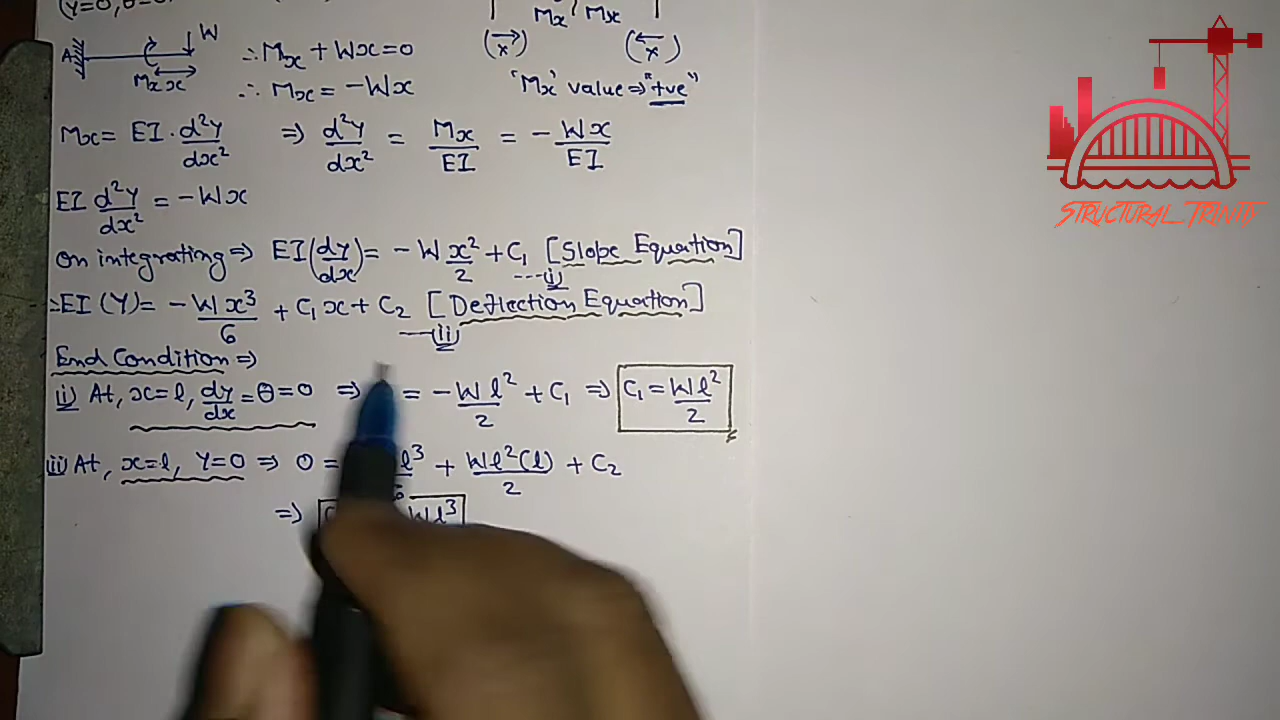 A W Mx x ∴Mx + Wx = 0 (→x) (←x)
Mx Mx
∴ Mx = -Wx "Mx' value ⇒ "+ve"
Mx = EI · d²y/dx² ⇒ d²y/dx² = Mx/EI = - Wx/EI
EI d²y/dx² = -Wx
On integrating ⇒ EI(dy/dx) = -W x²/2 + C₁ [Slope Equation] ---(i)
⇒ EI (Y) = - Wx³/6 + C₁x + C₂ [Deflection Equation] ---(ii)
End Condition ⇒
(i) At, x=l, dy/dx = θ = 0 ⇒ = - Wl²/2 + C₁ ⇒ C₁ = Wl²/2
(ii) At, x=l, Y=0 ⇒ 0 = l³/6 + Wl²(l)/2 + C₂
⇒ Wl³
STRUCTURAL_TRINITY